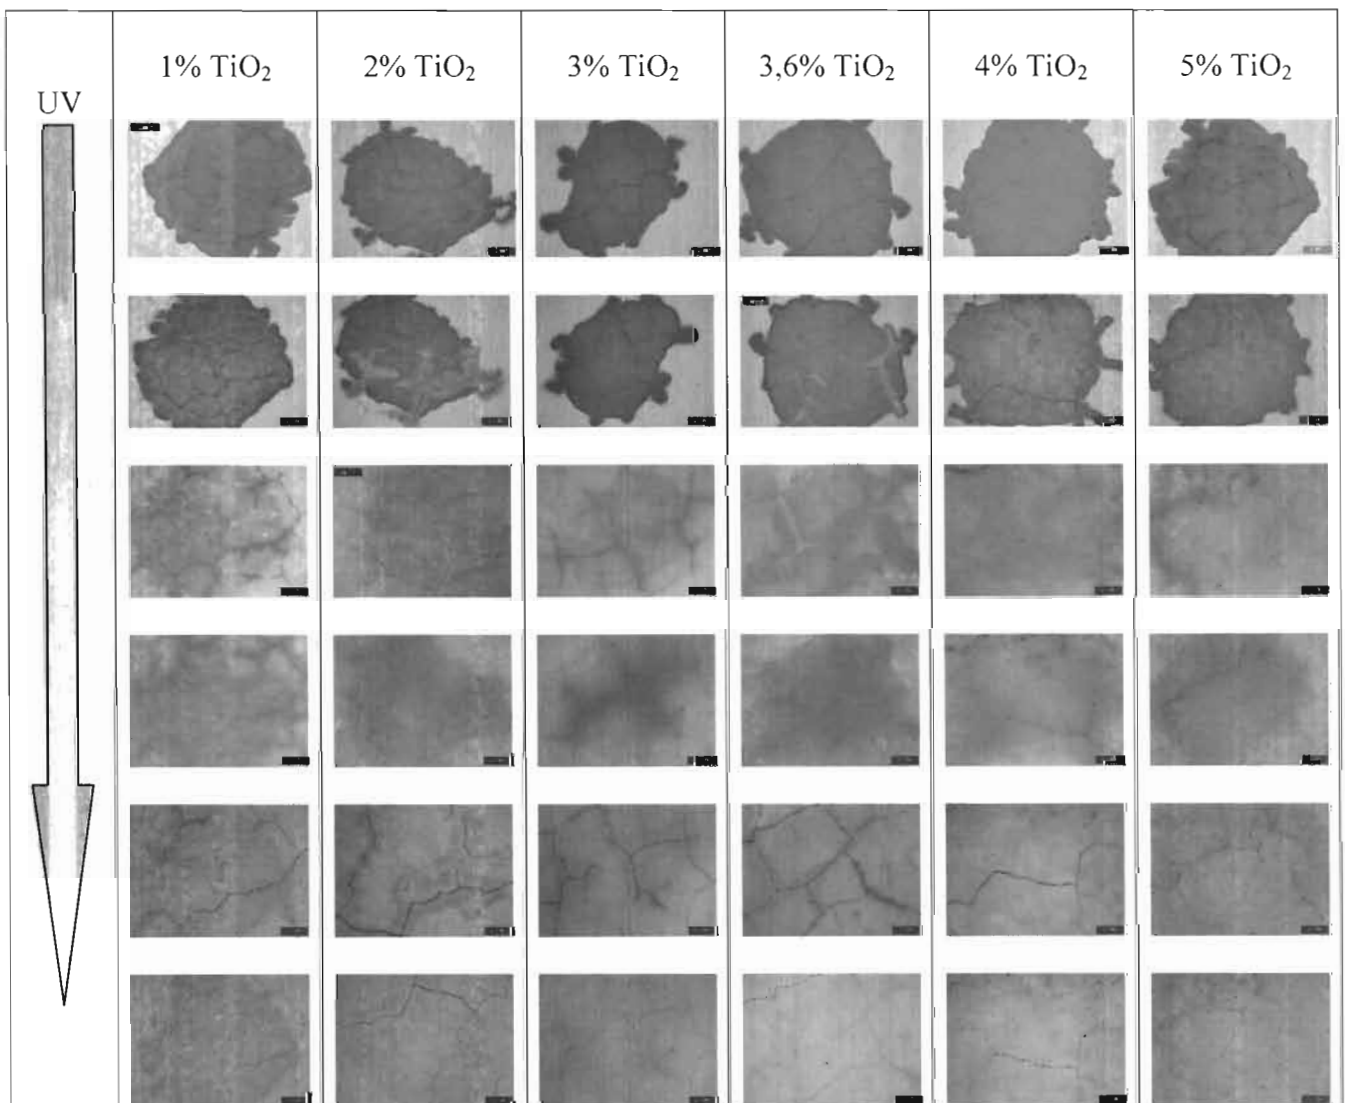 1% TiO₂
2% TiO₂
3% TiO₂
3,6% TiO₂
4% TiO₂
5% TiO₂
UV